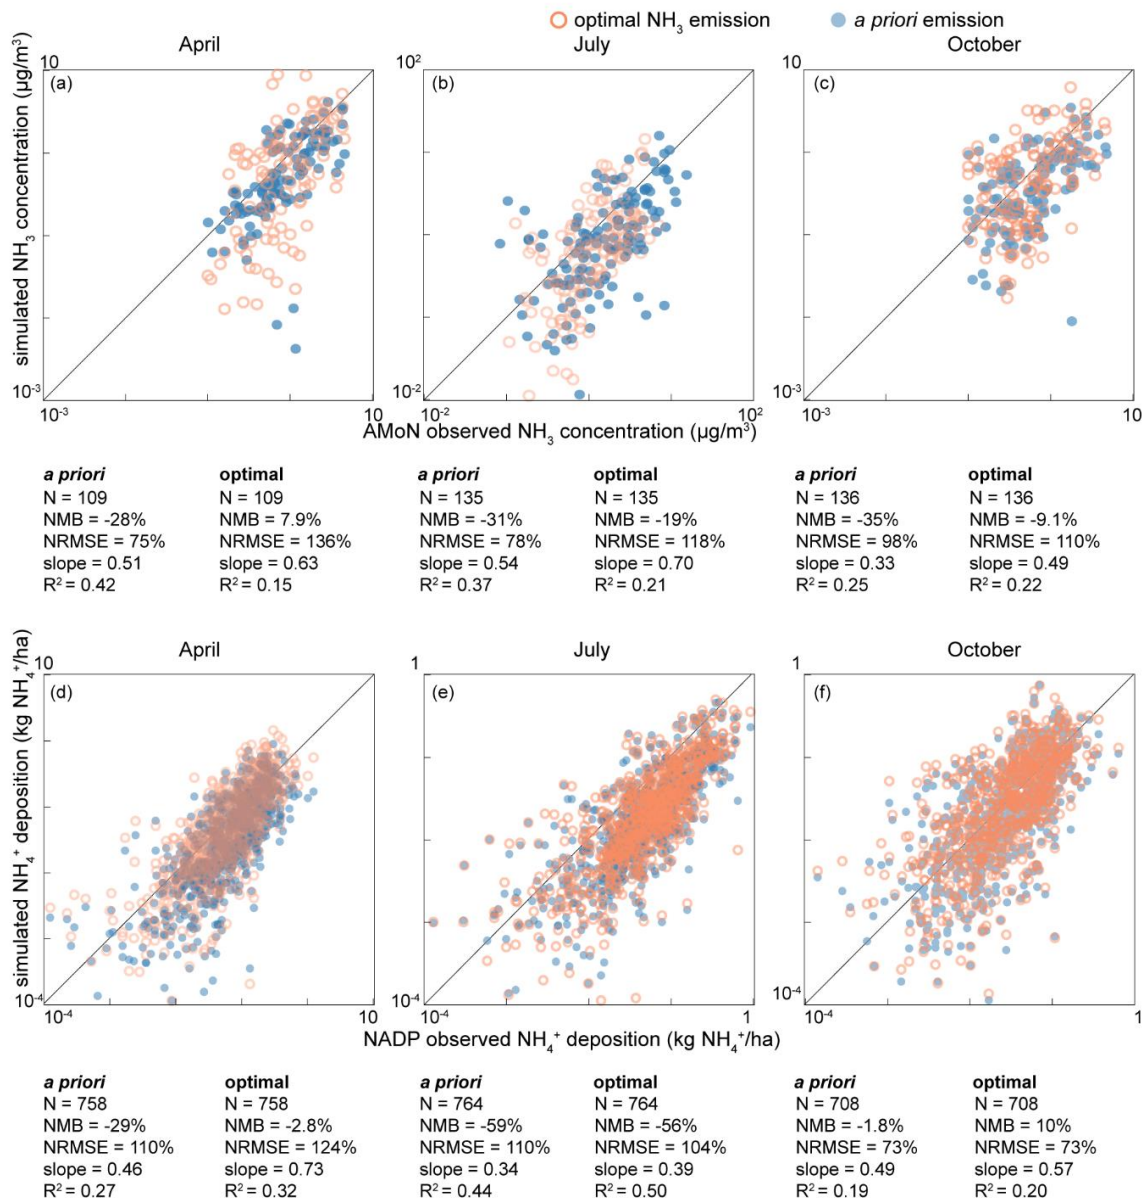 optimal NH₃ emission a priori emission
April July October
simulated NH₃ concentration (µg/m³)
10 (a) 10² (b) 10 (c)
10⁻³ 10⁻² 10⁻³
10⁻³ 10 10⁻² 10² 10⁻³ 10
AMoN observed NH₃ concentration (µg/m³)
a priori optimal a priori optimal a priori optimal
N = 109 N = 109 N = 135 N = 135 N = 136 N = 136
NMB = -28% NMB = 7.9% NMB = -31% NMB = -19% NMB = -35% NMB = -9.1%
NRMSE = 75% NRMSE = 136% NRMSE = 78% NRMSE = 118% NRMSE = 98% NRMSE = 110%
slope = 0.51 slope = 0.63 slope = 0.54 slope = 0.70 slope = 0.33 slope = 0.49
R² = 0.42 R² = 0.15 R² = 0.37 R² = 0.21 R² = 0.25 R² = 0.22
April July October
simulated NH₄⁺ deposition (kg NH₄⁺/ha)
10 (d) 1 (e) 1 (f)
10⁻⁴ 10⁻⁴ 10⁻⁴
10⁻⁴ 10 10⁻⁴ 1 10⁻⁴ 1
NADP observed NH₄⁺ deposition (kg NH₄⁺/ha)
a priori optimal a priori optimal a priori optimal
N = 758 N = 758 N = 764 N = 764 N = 708 N = 708
NMB = -29% NMB = -2.8% NMB = -59% NMB = -56% NMB = -1.8% NMB = 10%
NRMSE = 110% NRMSE = 124% NRMSE = 110% NRMSE = 104% NRMSE = 73% NRMSE = 73%
slope = 0.46 slope = 0.73 slope = 0.34 slope = 0.39 slope = 0.49 slope = 0.57
R² = 0.27 R² = 0.32 R² = 0.44 R² = 0.50 R² = 0.19 R² = 0.20